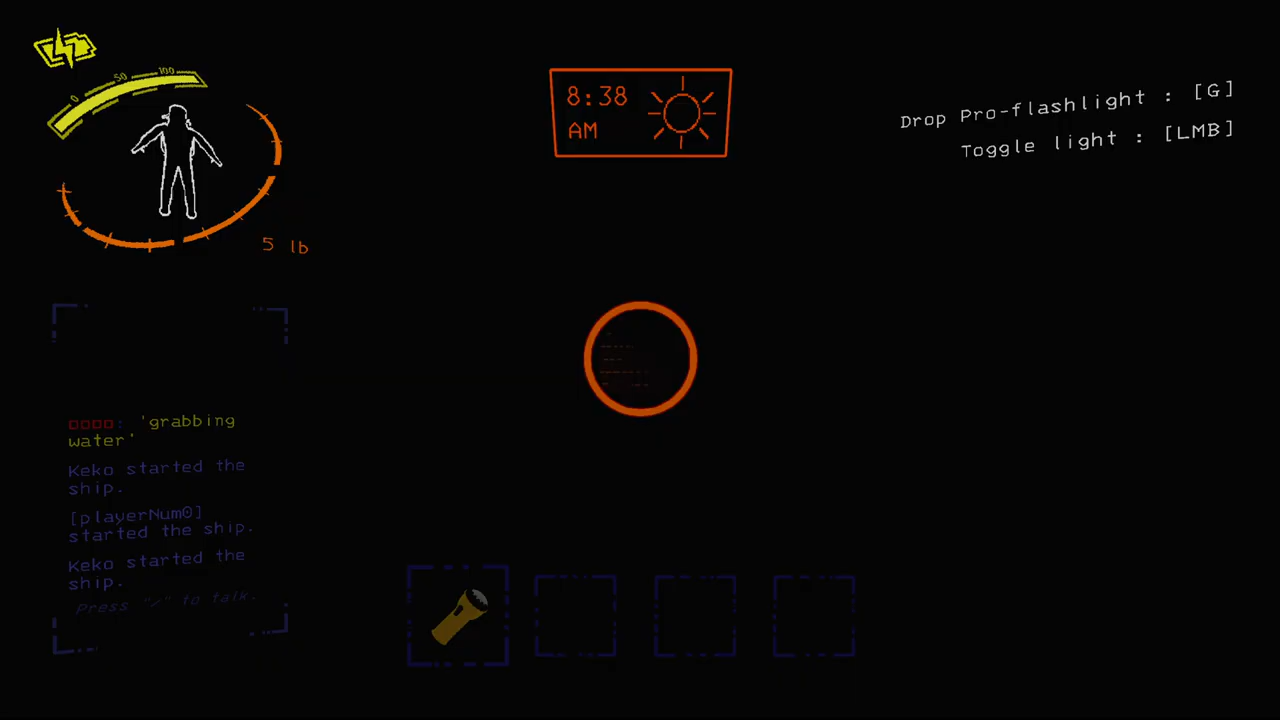 0 50 100
8:38
AM
Drop Pro-flashlight : [G]
Toggle light : [LMB]
5 lb
□□□□: 'grabbing
water'
Keko started the
ship.
[playerNum0]
started the ship.
Keko started the
ship.
Press "/" to talk.